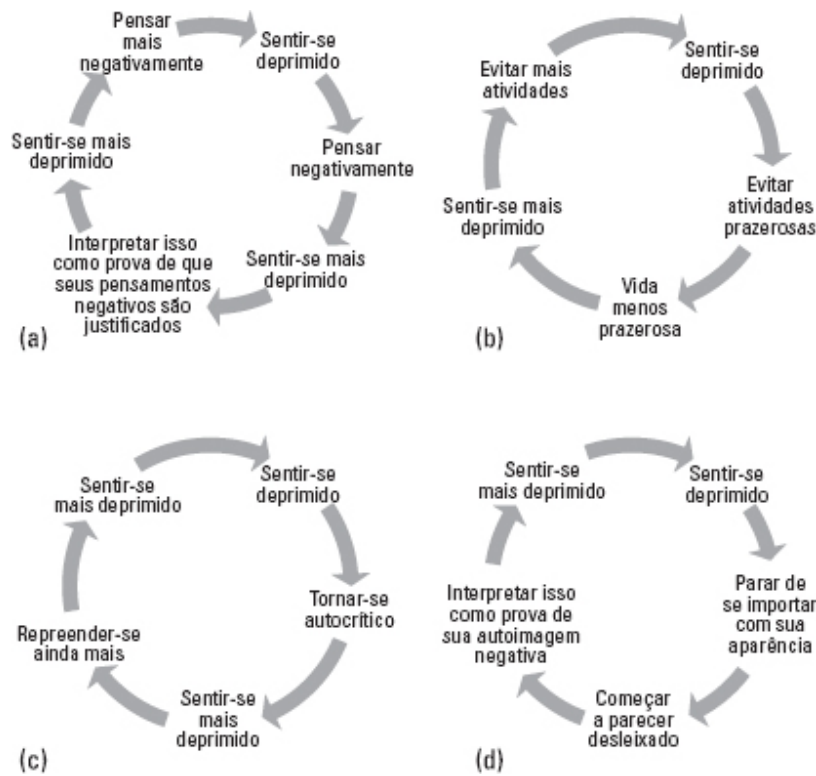 Pensar
mais
negativamente
Sentir-se
deprimido
Pensar
negativamente
Sentir-se mais
deprimido
Interpretar isso
como prova de que
seus pensamentos
negativos são
justificados
Sentir-se mais
deprimido
(a)
Sentir-se
deprimido
Evitar
atividades
prazerosas
Vida
menos
prazerosa
Sentir-se mais
deprimido
Evitar mais
atividades
(b)
Sentir-se
deprimido
Tornar-se
autocrítico
Sentir-se
mais
deprimido
Repreender-se
ainda mais
Sentir-se
mais deprimido
(c)
Sentir-se
deprimido
Parar de
se importar
com sua
aparência
Começar
a parecer
desleixado
Interpretar isso
como prova de
sua autoimagem
negativa
Sentir-se
mais deprimido
(d)